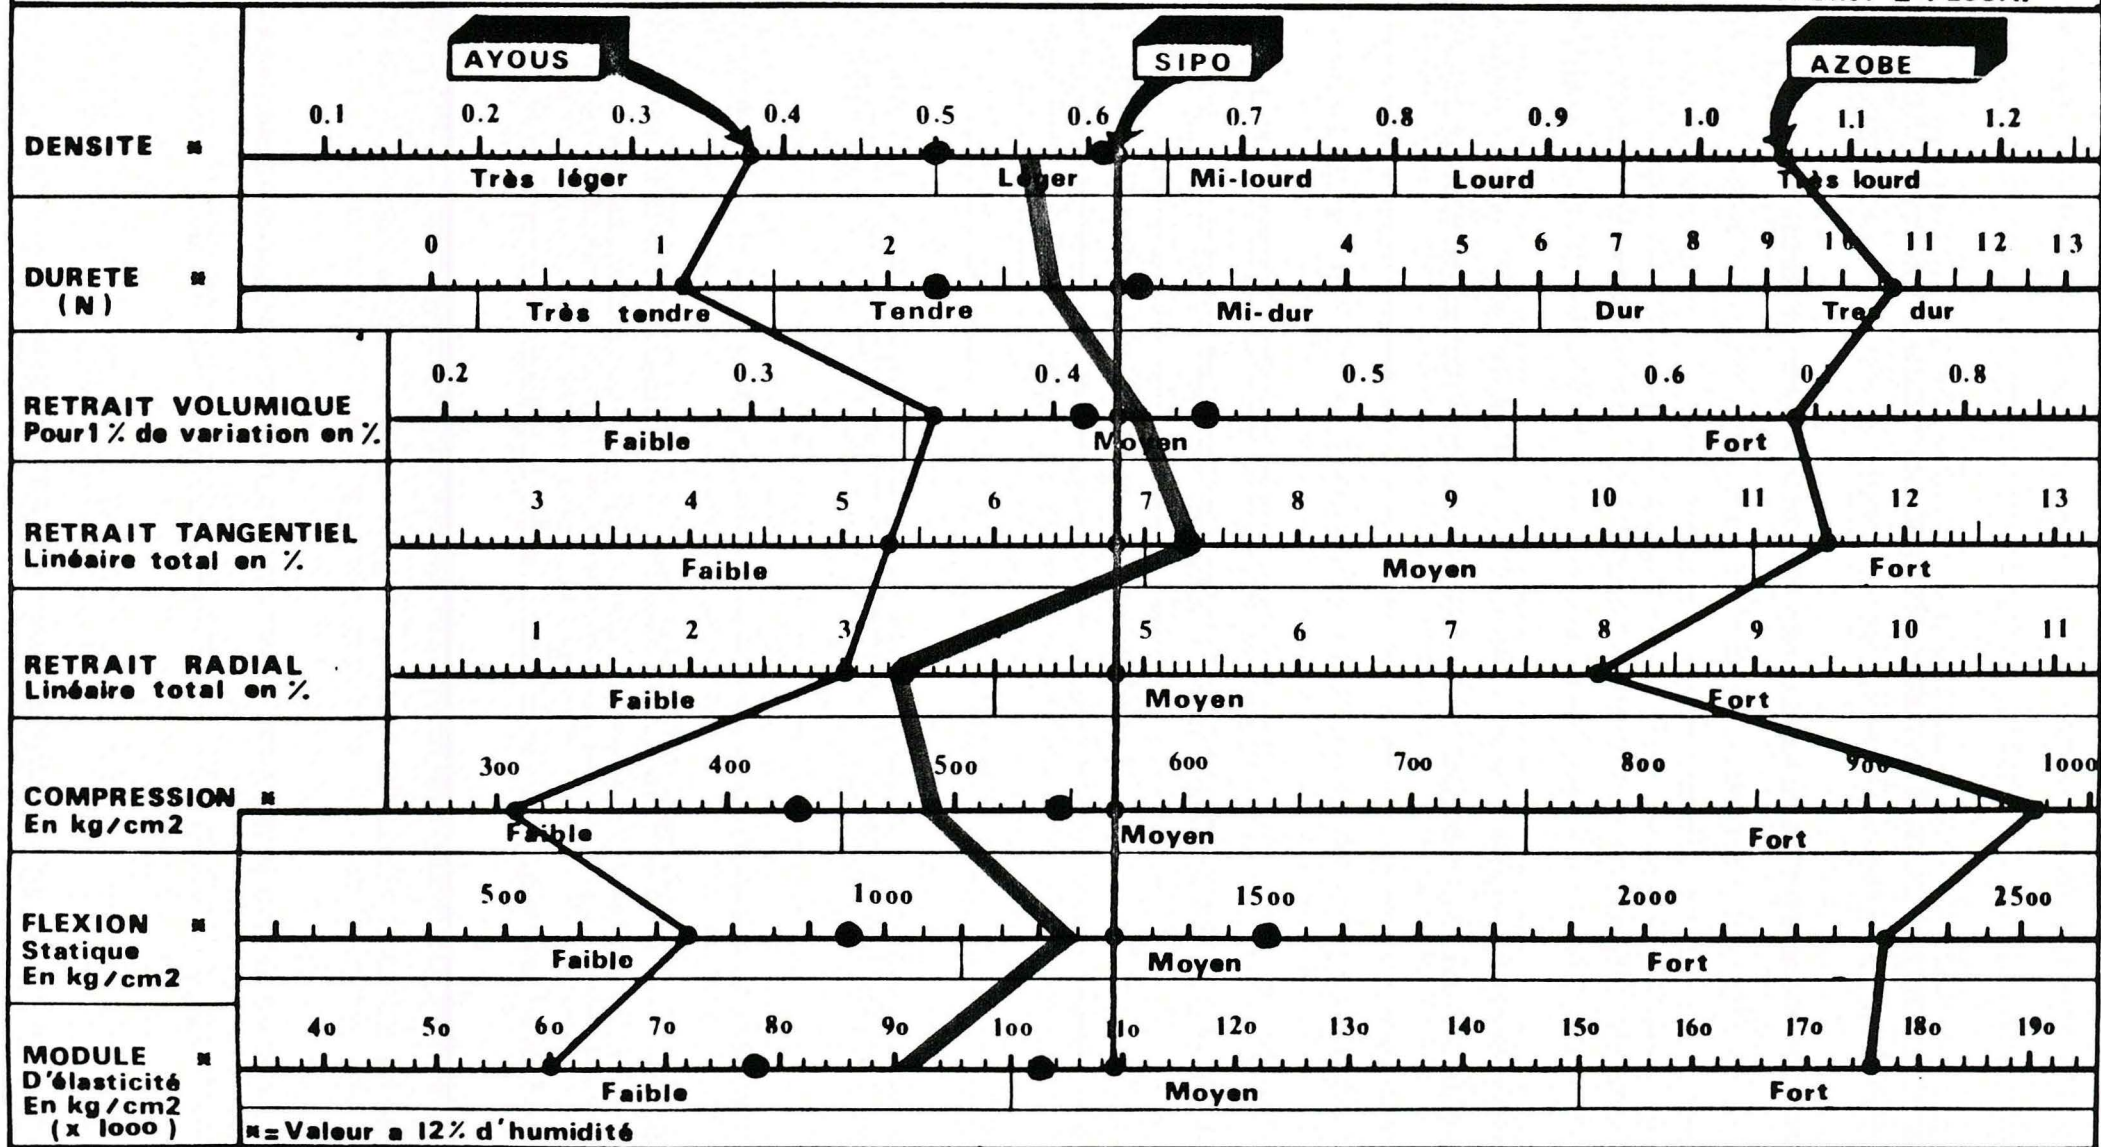 AYOUS SIPO AZOBE
0.1 0.2 0.3 0.4 0.5 0.6 0.7 0.8 0.9 1.0 1.1 1.2
DENSITE ¤
Très léger Léger Mi-lourd Lourd Très lourd
0 1 2 4 5 6 7 8 9 10 11 12 13
DURETE ¤
(N)
Très tendre Tendre Mi-dur Dur Tres dur
0.2 0.3 0.4 0.5 0.6 0.7 0.8
RETRAIT VOLUMIQUE
Pour 1 % de variation en %
Faible Moyen Fort
3 4 5 6 7 8 9 10 11 12 13
RETRAIT TANGENTIEL
Linéaire total en %
Faible Moyen Fort
1 2 3 5 6 7 8 9 10 11
RETRAIT RADIAL
Linéaire total en %
Faible Moyen Fort
300 400 500 600 700 800 900 1000
COMPRESSION ¤
En kg/cm2
Faible Moyen Fort
500 1000 1500 2000 2500
FLEXION ¤
Statique
En kg/cm2
Faible Moyen Fort
40 50 60 70 80 90 100 110 120 130 140 150 160 170 180 190
MODULE ¤
D'élasticité
En kg/cm2
(x 1000)
Faible Moyen Fort
¤ = Valeur a 12% d'humidité